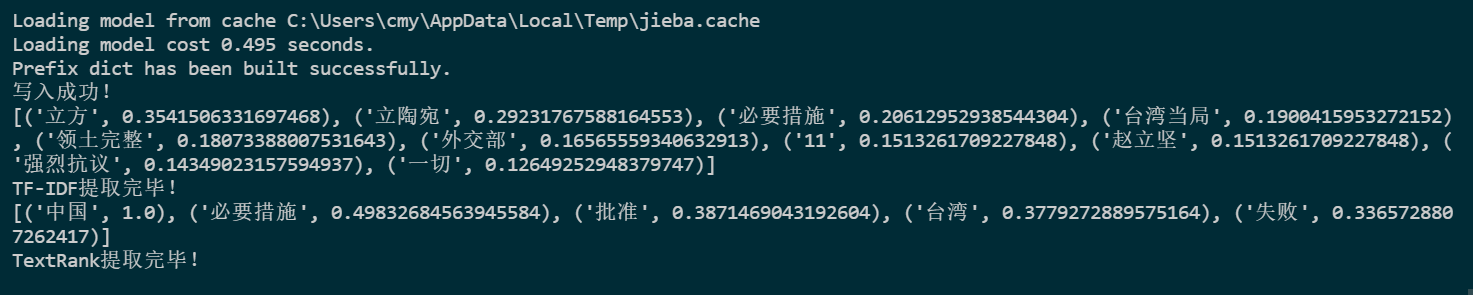 Loading model from cache C:\Users\cmy\AppData\Local\Temp\jieba.cache
Loading model cost 0.495 seconds.
Prefix dict has been built successfully.
写入成功!
[('立方', 0.3541506331697468), ('立陶宛', 0.29231767588164553), ('必要措施', 0.20612952938544304), ('台湾当局', 0.1900415953272152)
, ('领土完整', 0.18073388007531643), ('外交部', 0.16565559340632913), ('11', 0.1513261709227848), ('赵立坚', 0.1513261709227848), (
'强烈抗议', 0.14349023157594937), ('一切', 0.12649252948379747)]
TF-IDF提取完毕!
[('中国', 1.0), ('必要措施', 0.49832684563945584), ('批准', 0.3871469043192604), ('台湾', 0.3779272889575164), ('失败', 0.336572880
7262417)]
TextRank提取完毕!